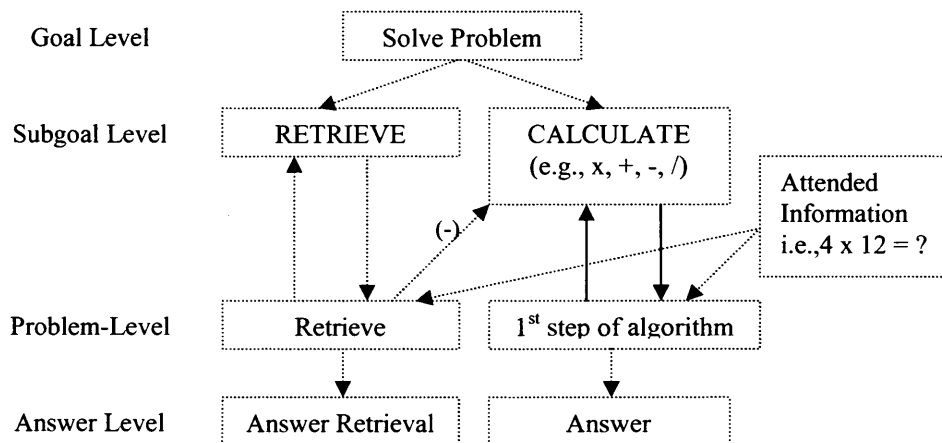 Goal Level
Solve Problem
Subgoal Level
RETRIEVE
CALCULATE
(e.g., x, +, -, /)
Attended
Information
i.e.,4 x 12 = ?
(-)
Problem-Level
Retrieve
1st step of algorithm
Answer Level
Answer Retrieval
Answer